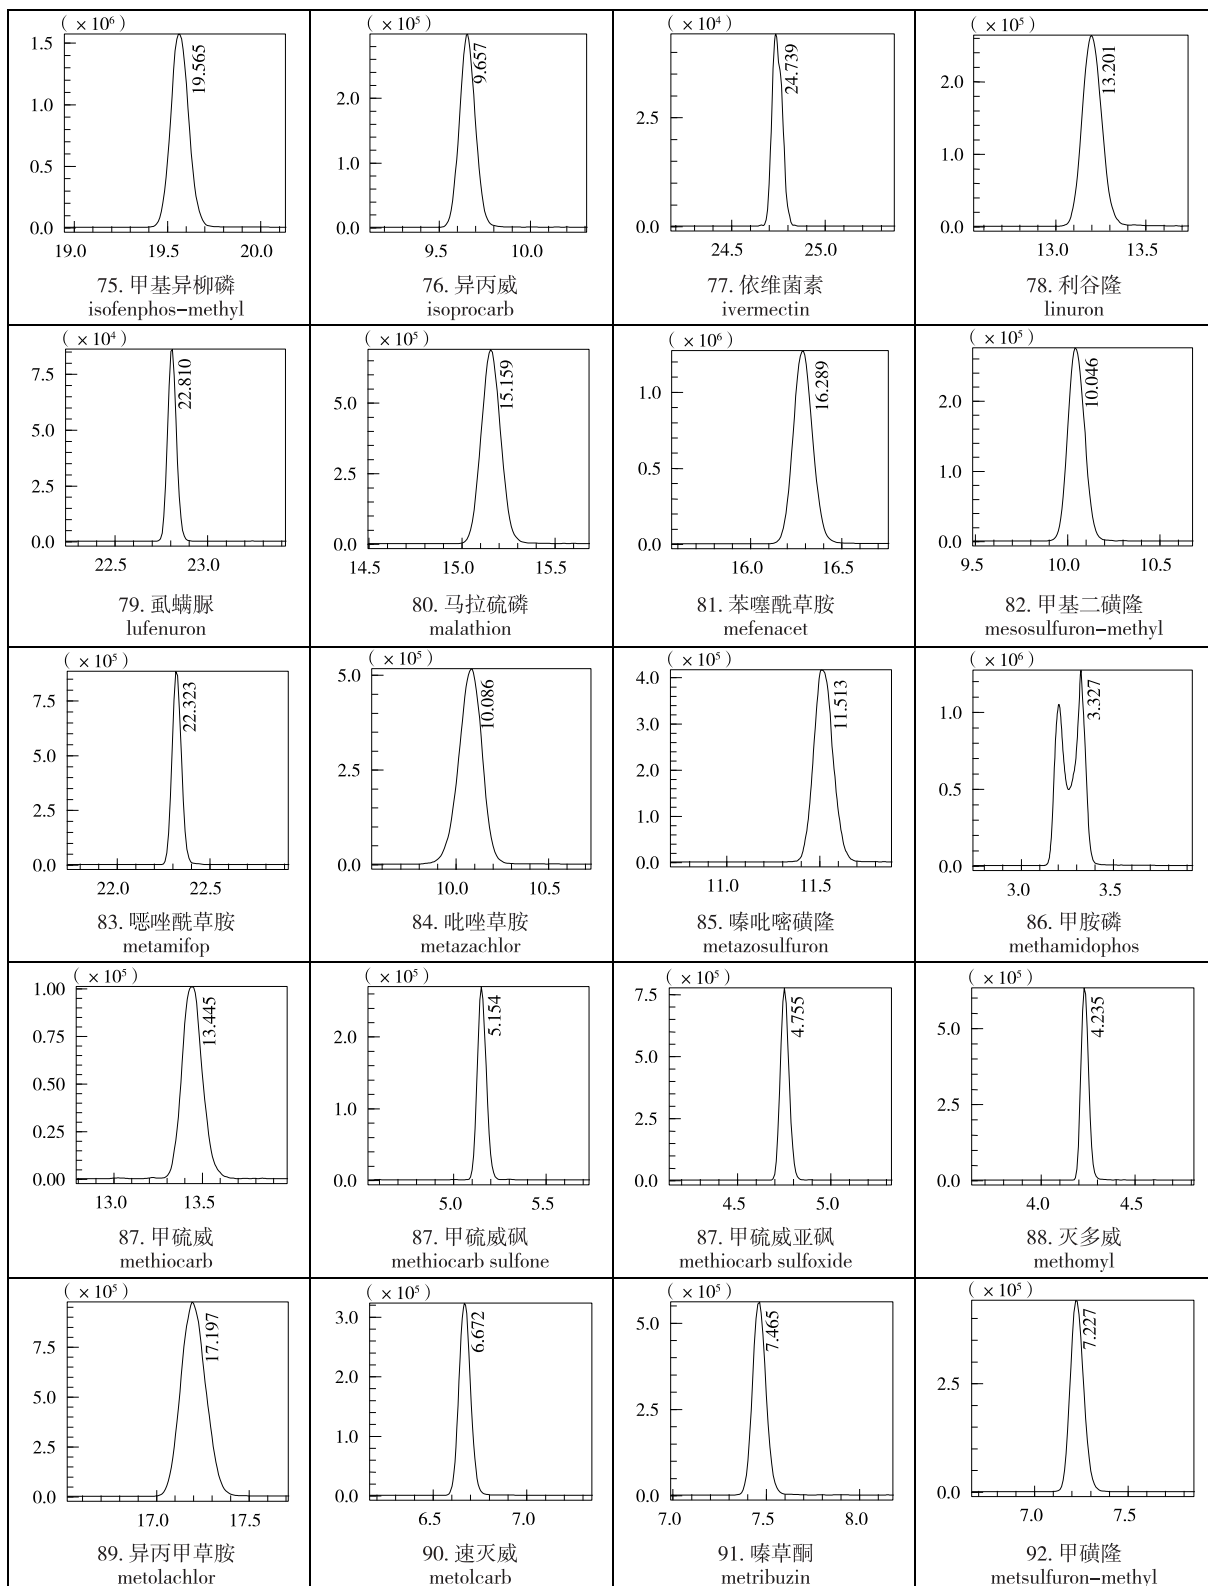 (×10⁶)
1.5
1.0
0.5
0.0
19.565
19.0 19.5 20.0
75. 甲基异柳磷
isofenphos-methyl
(×10⁵)
2.0
1.0
0.0
9.657
9.5 10.0
76. 异丙威
isoprocarb
(×10⁴)
2.5
0.0
24.739
24.5 25.0
77. 依维菌素
ivermectin
(×10⁵)
2.0
1.0
0.0
13.201
13.0 13.5
78. 利谷隆
linuron
(×10⁴)
7.5
5.0
2.5
0.0
22.810
22.5 23.0
79. 虱螨脲
lufenuron
(×10⁵)
5.0
2.5
0.0
15.159
14.5 15.0 15.5
80. 马拉硫磷
malathion
(×10⁶)
1.0
0.5
0.0
16.289
16.0 16.5
81. 苯噻酰草胺
mefenacet
(×10⁵)
2.0
1.0
0.0
10.046
9.5 10.0 10.5
82. 甲基二磺隆
mesosulfuron-methyl
(×10⁵)
7.5
5.0
2.5
0.0
22.323
22.0 22.5
83. 噁唑酰草胺
metamifop
(×10⁵)
5.0
2.5
0.0
10.086
10.0 10.5
84. 吡唑草胺
metazachlor
(×10⁵)
4.0
3.0
2.0
1.0
0.0
11.513
11.0 11.5
85. 嗪吡嘧磺隆
metazosulfuron
(×10⁶)
1.0
0.5
0.0
3.327
3.0 3.5
86. 甲胺磷
methamidophos
(×10⁵)
1.00
0.75
0.50
0.25
0.00
13.445
13.0 13.5
87. 甲硫威
methiocarb
(×10⁵)
2.0
1.0
0.0
5.154
5.0 5.5
87. 甲硫威砜
methiocarb sulfone
(×10⁵)
7.5
5.0
2.5
0.0
4.755
4.5 5.0
87. 甲硫威亚砜
methiocarb sulfoxide
(×10⁵)
5.0
2.5
0.0
4.235
4.0 4.5
88. 灭多威
methomyl
(×10⁵)
7.5
5.0
2.5
0.0
17.197
17.0 17.5
89. 异丙甲草胺
metolachlor
(×10⁵)
3.0
2.0
1.0
0.0
6.672
6.5 7.0
90. 速灭威
metolcarb
(×10⁵)
5.0
2.5
0.0
7.465
7.0 7.5 8.0
91. 嗪草酮
metribuzin
(×10⁵)
2.5
0.0
7.227
7.0 7.5
92. 甲磺隆
metsulfuron-methyl